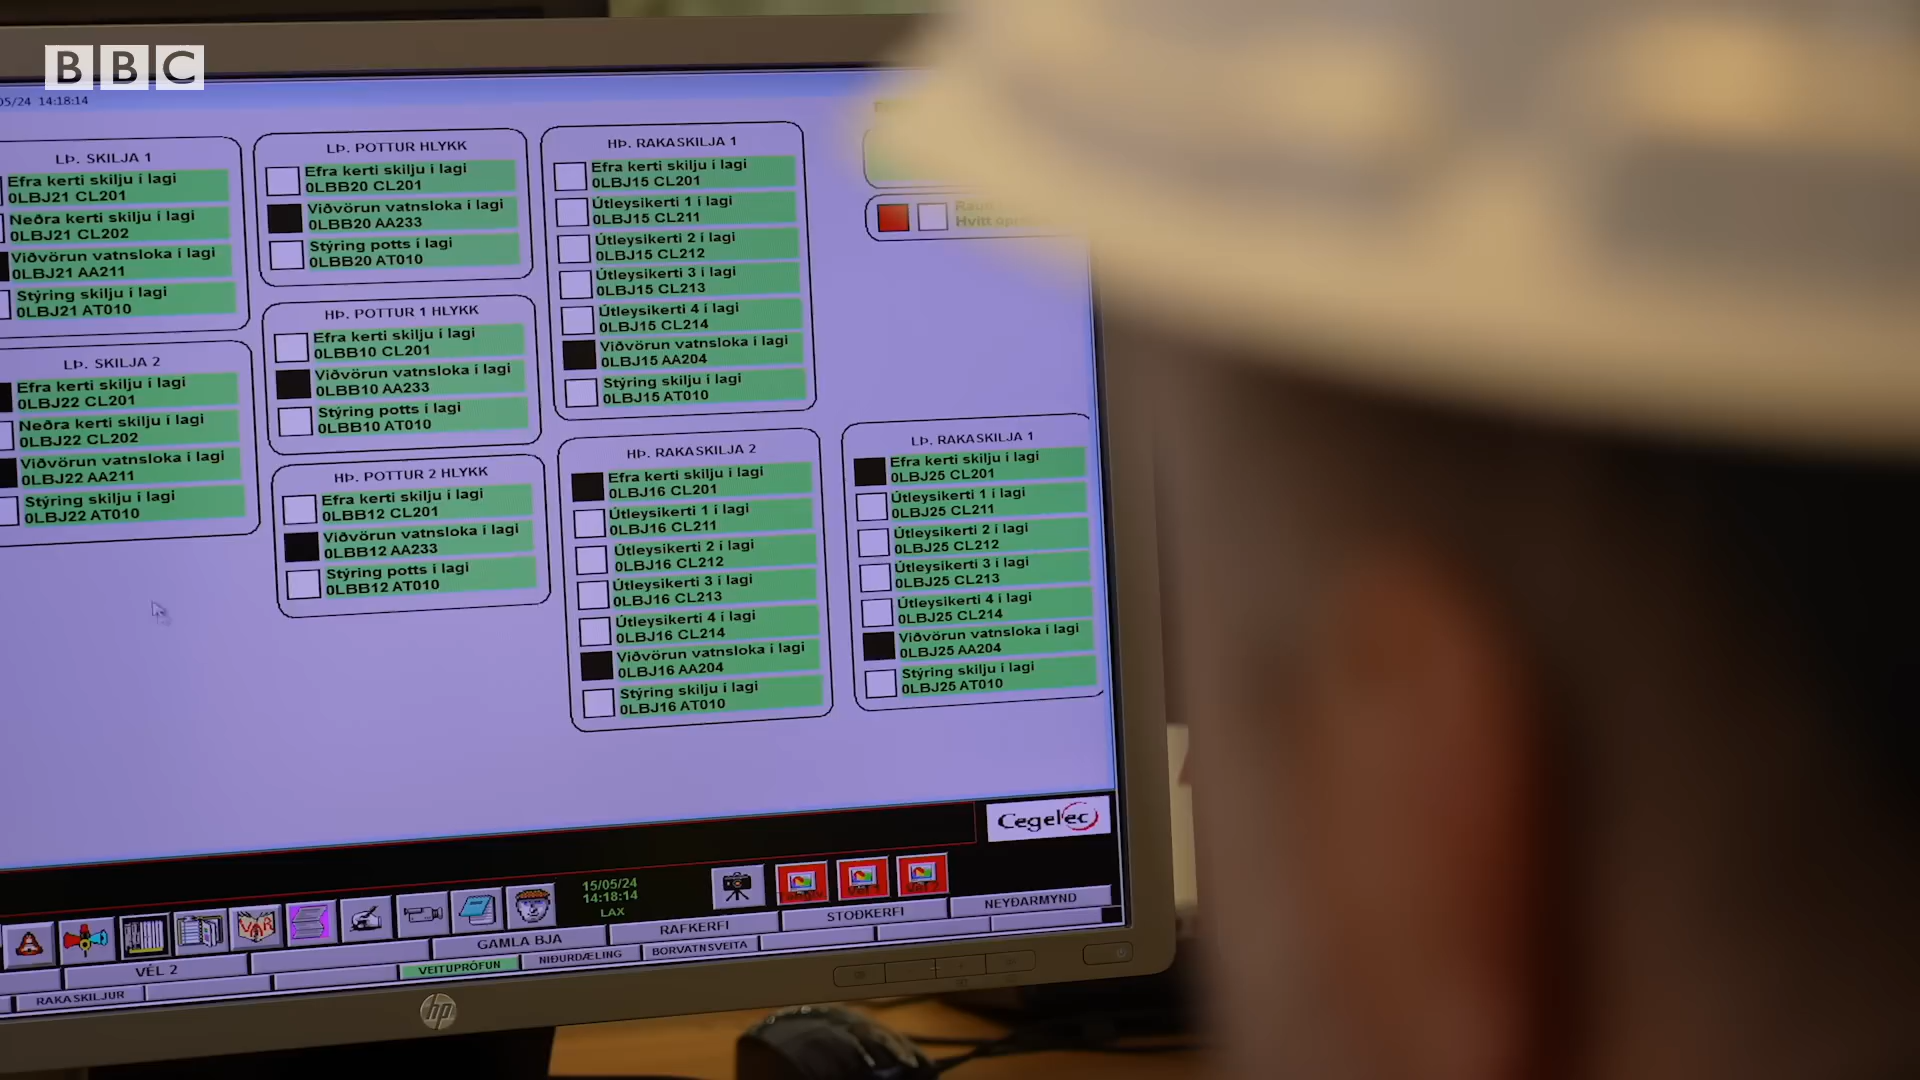 BBC
05/24 14:18:14
LÞ. SKILJA 1
Efra kerti skilju í lagi
0LBJ21 CL201
Neðra kerti skilju í lagi
0LBJ21 CL202
Viðvörun vatnsloka í lagi
0LBJ21 AA211
Stýring skilju í lagi
0LBJ21 AT010
LÞ. SKILJA 2
Efra kerti skilju í lagi
0LBJ22 CL201
Neðra kerti skilju í lagi
0LBJ22 CL202
Viðvörun vatnsloka í lagi
0LBJ22 AA211
Stýring skilju í lagi
0LBJ22 AT010
LÞ. POTTUR HLYKK
Efra kerti skilju í lagi
0LBB20 CL201
Viðvörun vatnsloka í lagi
0LBB20 AA233
Stýring potts í lagi
0LBB20 AT010
HÞ. POTTUR 1 HLYKK
Efra kerti skilju í lagi
0LBB10 CL201
Viðvörun vatnsloka í lagi
0LBB10 AA233
Stýring potts í lagi
0LBB10 AT010
HÞ. POTTUR 2 HLYKK
Efra kerti skilju í lagi
0LBB12 CL201
Viðvörun vatnsloka í lagi
0LBB12 AA233
Stýring potts í lagi
0LBB12 AT010
HÞ. RAKASKILJA 1
Efra kerti skilju í lagi
0LBJ15 CL201
Útleysikerti 1 í lagi
0LBJ15 CL211
Útleysikerti 2 í lagi
0LBJ15 CL212
Útleysikerti 3 í lagi
0LBJ15 CL213
Útleysikerti 4 í lagi
0LBJ15 CL214
Viðvörun vatnsloka í lagi
0LBJ15 AA204
Stýring skilju í lagi
0LBJ15 AT010
HÞ. RAKASKILJA 2
Efra kerti skilju í lagi
0LBJ16 CL201
Útleysikerti 1 í lagi
0LBJ16 CL211
Útleysikerti 2 í lagi
0LBJ16 CL212
Útleysikerti 3 í lagi
0LBJ16 CL213
Útleysikerti 4 í lagi
0LBJ16 CL214
Viðvörun vatnsloka í lagi
0LBJ16 AA204
Stýring skilju í lagi
0LBJ16 AT010
Hvítt
LÞ. RAKASKILJA 1
Efra kerti skilju í lagi
0LBJ25 CL201
Útleysikerti 1 í lagi
0LBJ25 CL211
Útleysikerti 2 í lagi
0LBJ25 CL212
Útleysikerti 3 í lagi
0LBJ25 CL213
Útleysikerti 4 í lagi
0LBJ25 CL214
Viðvörun vatnsloka í lagi
0LBJ25 AA204
Stýring skilju í lagi
0LBJ25 AT010
Cegelec
VAR
15/05/24
14:18:14
LAX
Vél 2
VÉL 2
GAMLA BJA
RAFKERFI
STOÐKERFI
NEYÐARMYND
RAKASKILJUR
VEITUPRÓFUN
NIÐURDÆLING
BORVATNSVEITA
hp